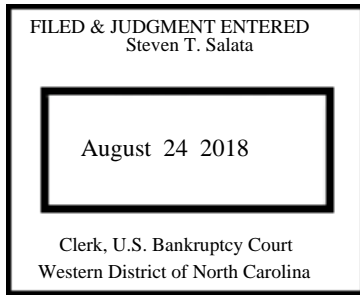 FILED & JUDGMENT ENTERED
Steven T. Salata
August 24 2018
Clerk, U.S. Bankruptcy Court
Western District of North Carolina